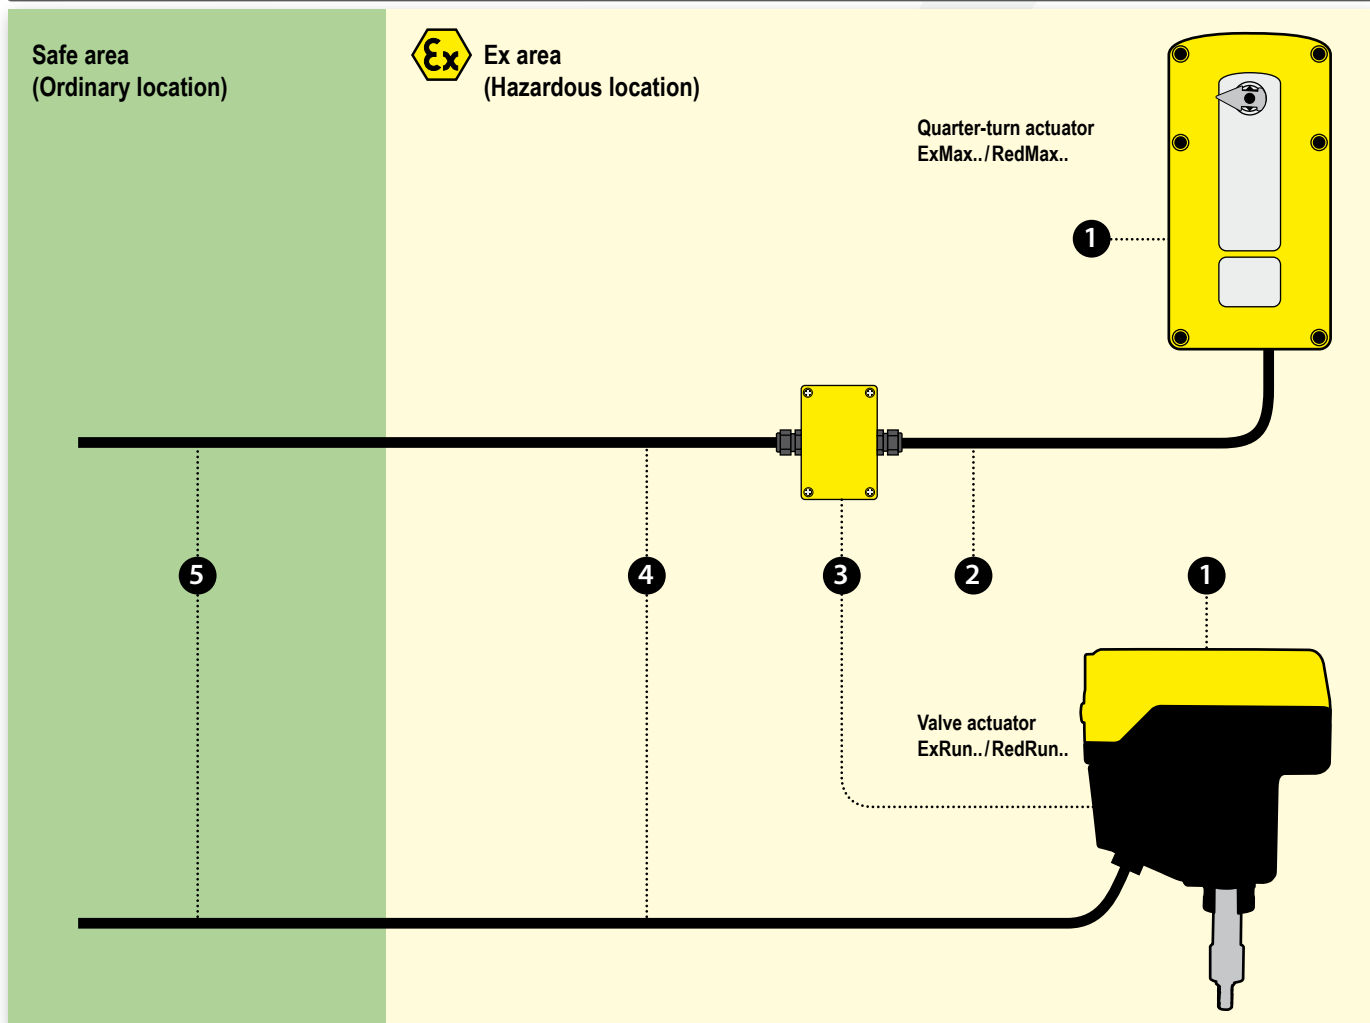 Safe area
(Ordinary location)
Ex
Ex area
(Hazardous location)
Quarter-turn actuator
ExMax../RedMax..
1
5
4
3
2
1
Valve actuator
ExRun../RedRun..